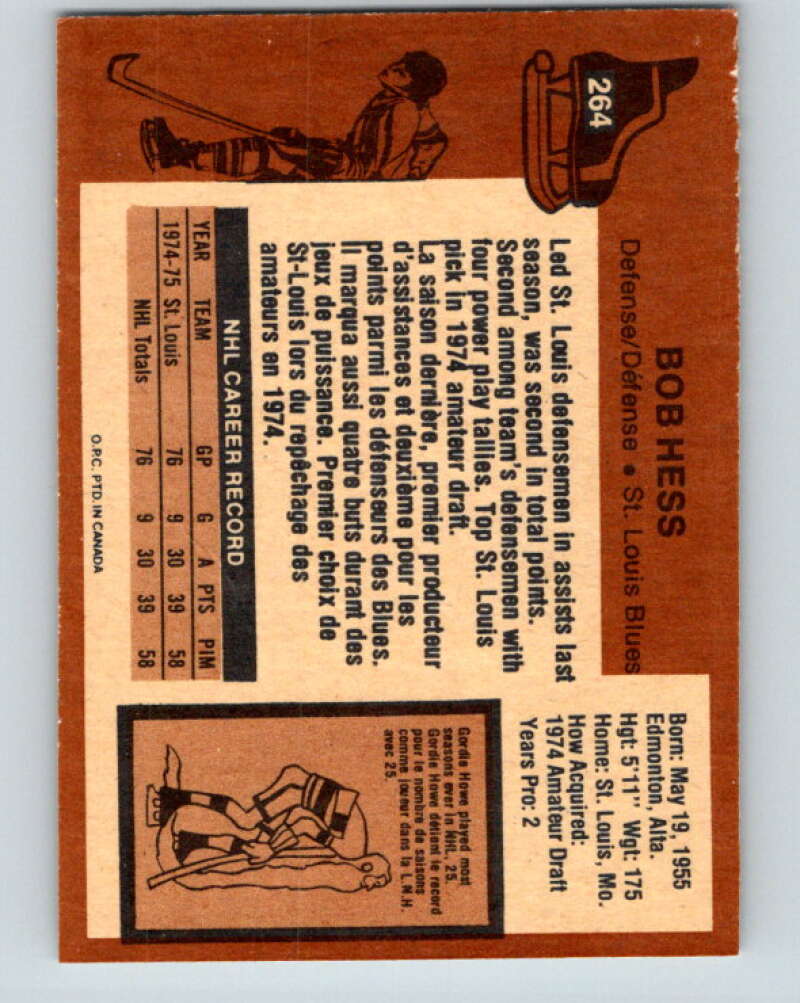 264
BOB HESS
Defense/Défense • St. Louis Blues
Born: May 19, 1955
Edmonton, Alta.
Hgt: 5'11" Wgt: 175
Home: St. Louis, Mo.
How Acquired:
1974 Amateur Draft
Years Pro: 2
Led St. Louis defensemen in assists last
season, was second in total points.
Second among team's defensemen with
four power play tallies. Top St. Louis
pick in 1974 amateur draft.
La saison dernière, premier producteur
d'assistances et deuxième pour les
points parmi les défenseurs des Blues.
Il marqua aussi quatre buts durant des
jeux de puissance. Premier choix de
St-Louis lors du repêchage des
amateurs en 1974.
NHL CAREER RECORD
YEAR TEAM GP G A PTS PIM
1974-75 St. Louis 76 9 30 39 58
NHL Totals 76 9 30 39 58
Gordie Howe played most
seasons ever in NHL, 25.
Gordie Howe détient le record
pour le nombre de saisons
comme joueur dans la L.N.H.
avec 25.
O.P.C. PTD. IN CANADA